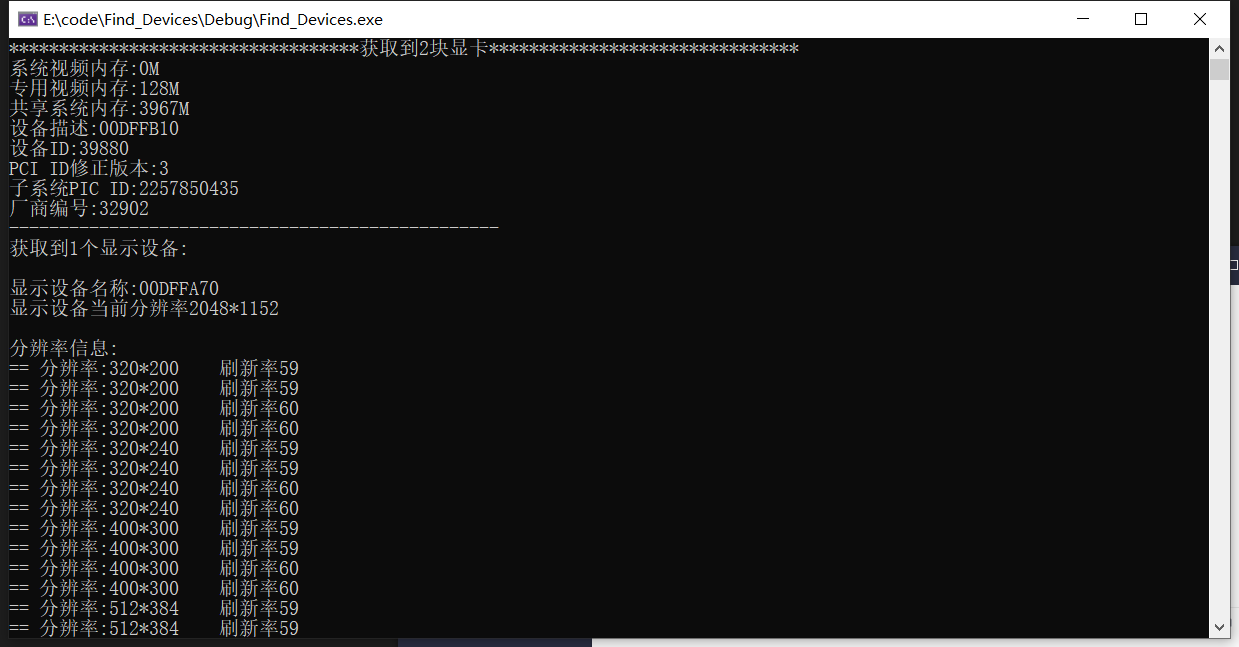 E:\code\Find_Devices\Debug\Find_Devices.exe
***********************************获取到2块显卡*******************************
系统视频内存:0M
专用视频内存:128M
共享系统内存:3967M
设备描述:00DFFB10
设备ID:39880
PCI ID修正版本:3
子系统PIC ID:2257850435
厂商编号:32902
-------------------------------------------------
获取到1个显示设备:
显示设备名称:00DFFA70
显示设备当前分辨率2048*1152
分辨率信息:
== 分辨率:320*200    刷新率59
== 分辨率:320*200    刷新率59
== 分辨率:320*200    刷新率60
== 分辨率:320*200    刷新率60
== 分辨率:320*240    刷新率59
== 分辨率:320*240    刷新率59
== 分辨率:320*240    刷新率60
== 分辨率:320*240    刷新率60
== 分辨率:400*300    刷新率59
== 分辨率:400*300    刷新率59
== 分辨率:400*300    刷新率60
== 分辨率:400*300    刷新率60
== 分辨率:512*384    刷新率59
== 分辨率:512*384    刷新率59